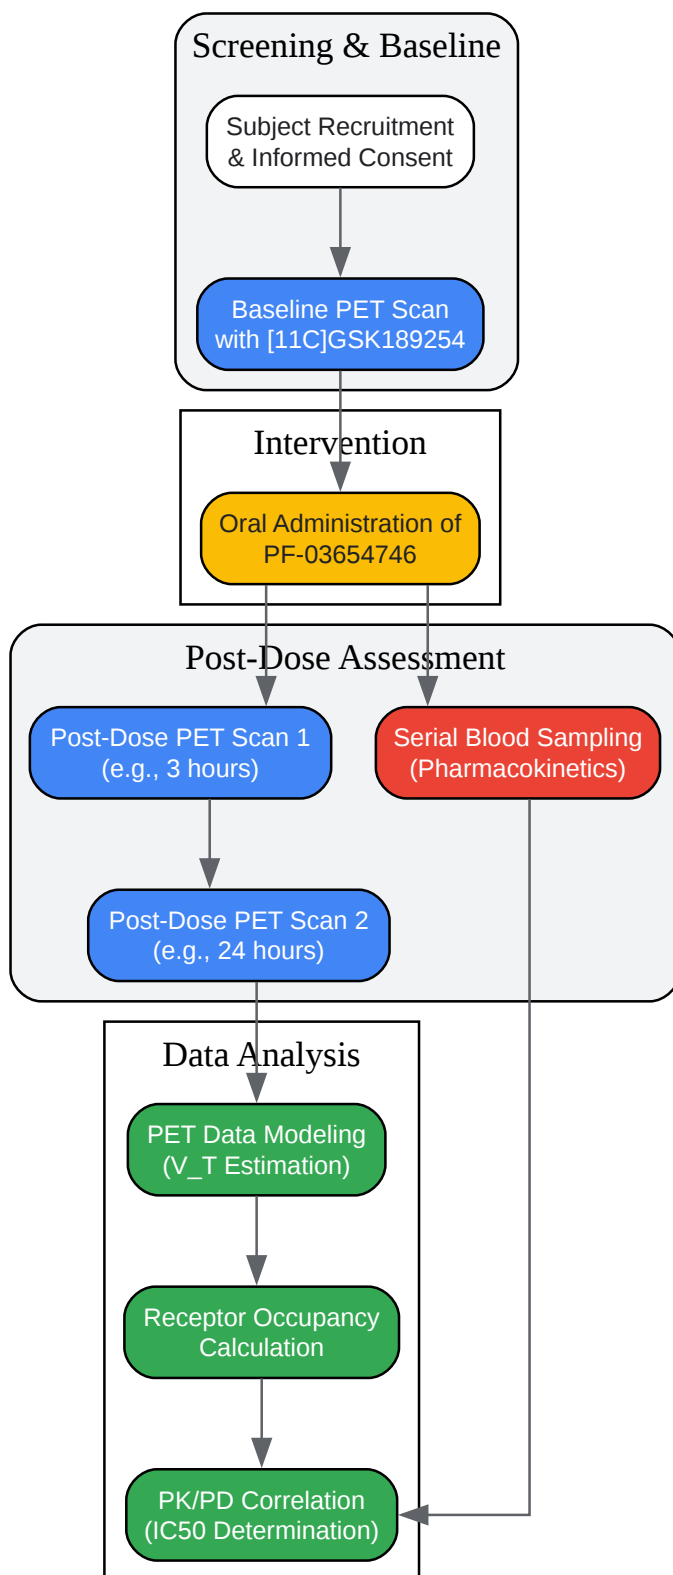 Screening & Baseline
Subject Recruitment
& Informed Consent
Baseline PET Scan
with [11C]GSK189254
Intervention
Oral Administration of
PF-03654746
Post-Dose Assessment
Post-Dose PET Scan 1
(e.g., 3 hours)
Serial Blood Sampling
(Pharmacokinetics)
Post-Dose PET Scan 2
(e.g., 24 hours)
Data Analysis
PET Data Modeling
(V_T Estimation)
Receptor Occupancy
Calculation
PK/PD Correlation
(IC50 Determination)